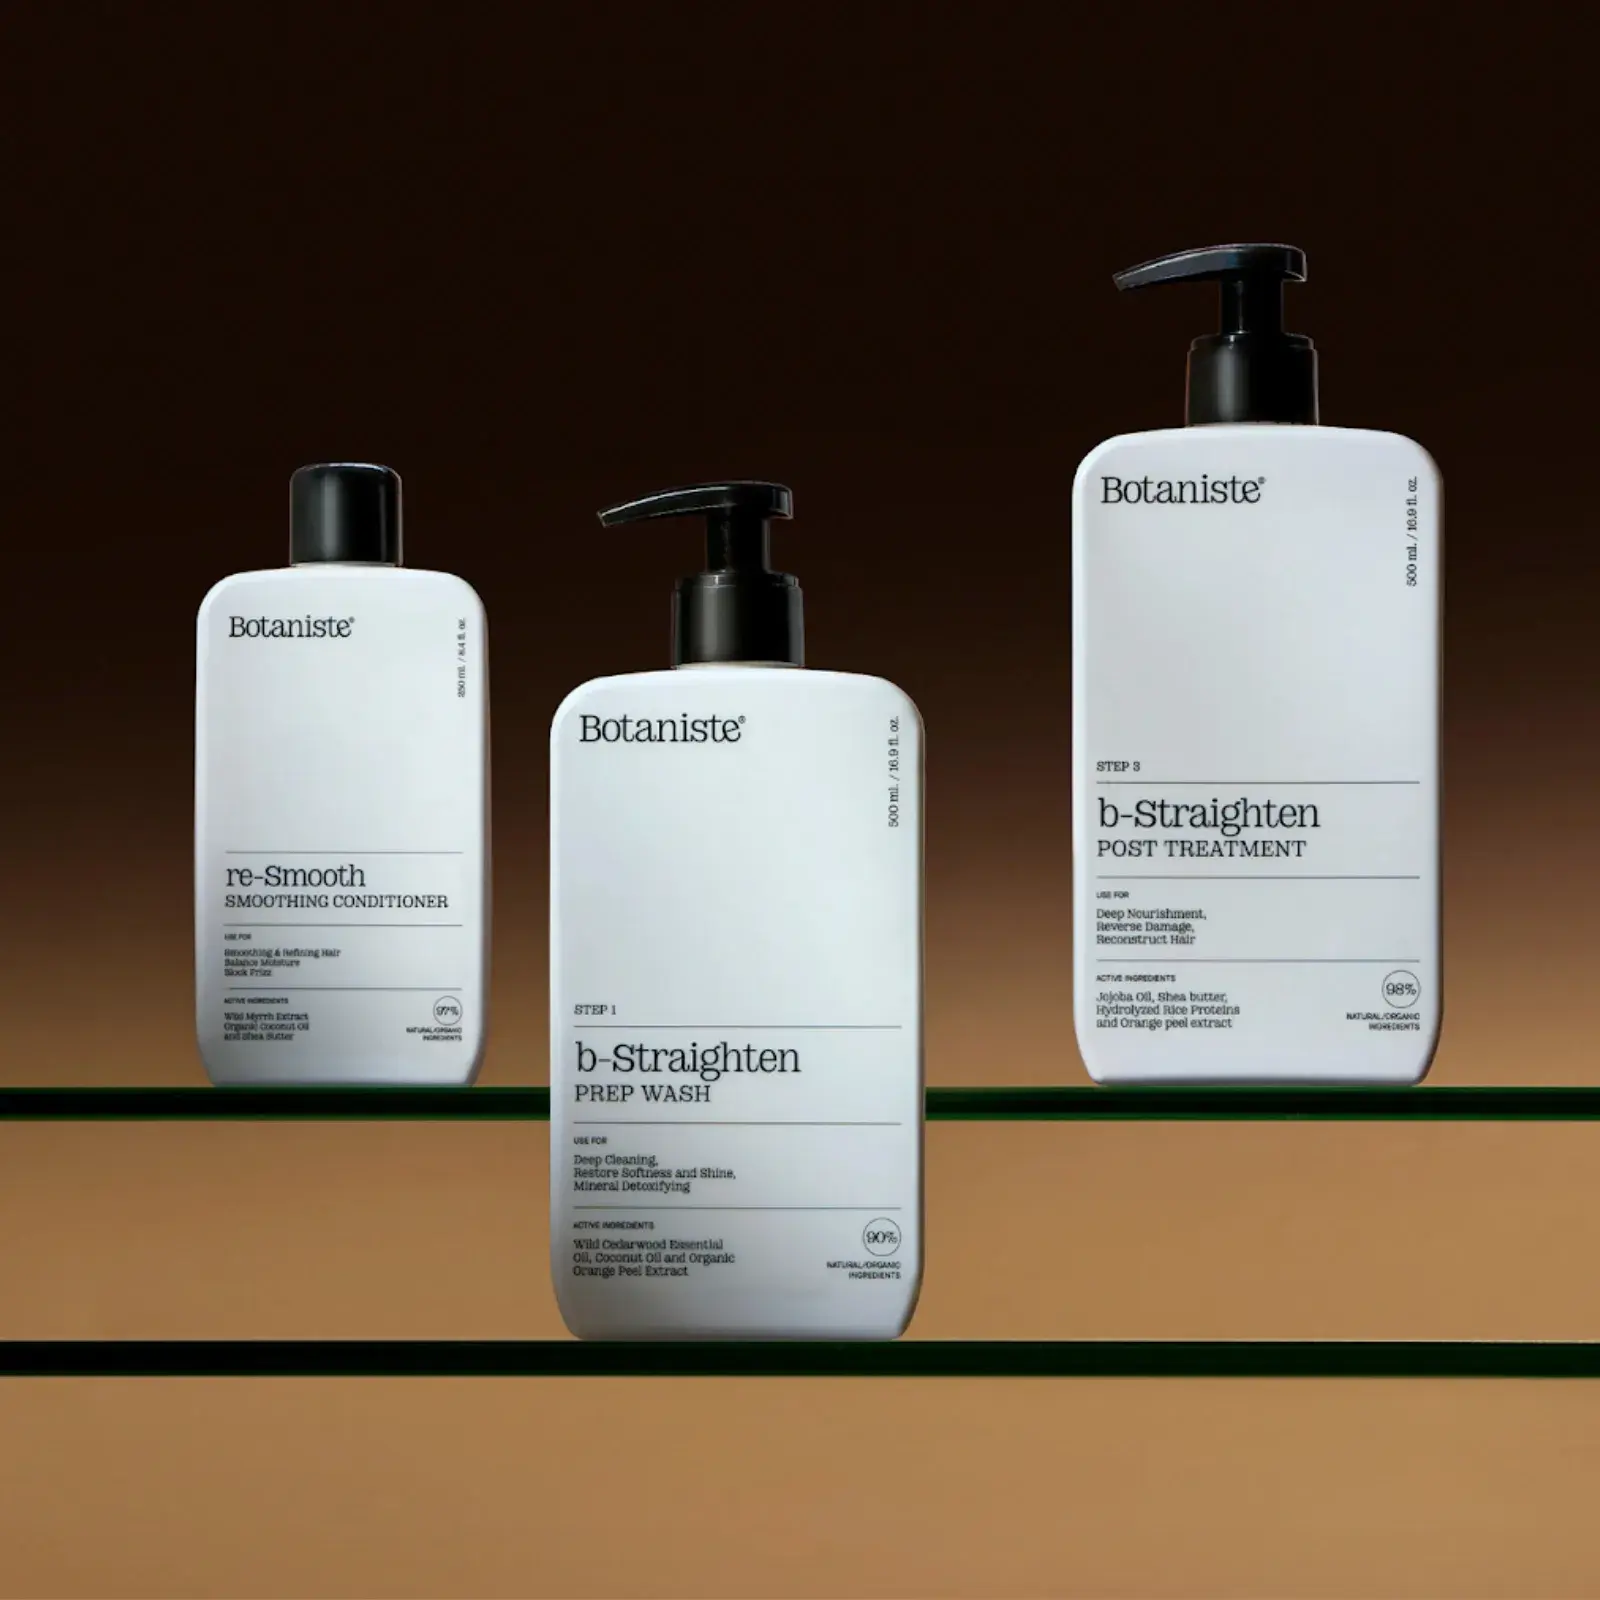 Botaniste®
250 ml. / 8.4 fl. oz.
re-Smooth
SMOOTHING CONDITIONER
USE FOR
Smoothing & Refining Hair
Balance Moisture
Block Frizz
ACTIVE INGREDIENTS
Wild Myrrh Extract
Organic Coconut Oil
and Shea Butter
97%
NATURAL/ORGANIC
INGREDIENTS
Botaniste®
500 ml. / 16.9 fl. oz.
STEP 1
b-Straighten
PREP WASH
USE FOR
Deep Cleaning,
Restore Softness and Shine,
Mineral Detoxifying
ACTIVE INGREDIENTS
Wild Cedarwood Essential
Oil, Coconut Oil and Organic
Orange Peel Extract
90%
NATURAL/ORGANIC
INGREDIENTS
Botaniste®
500 ml. / 16.9 fl. oz.
STEP 3
b-Straighten
POST TREATMENT
USE FOR
Deep Nourishment,
Reverse Damage,
Reconstruct Hair
ACTIVE INGREDIENTS
Jojoba Oil, Shea butter,
Hydrolyzed Rice Proteins
and Orange peel extract
98%
NATURAL/ORGANIC
INGREDIENTS